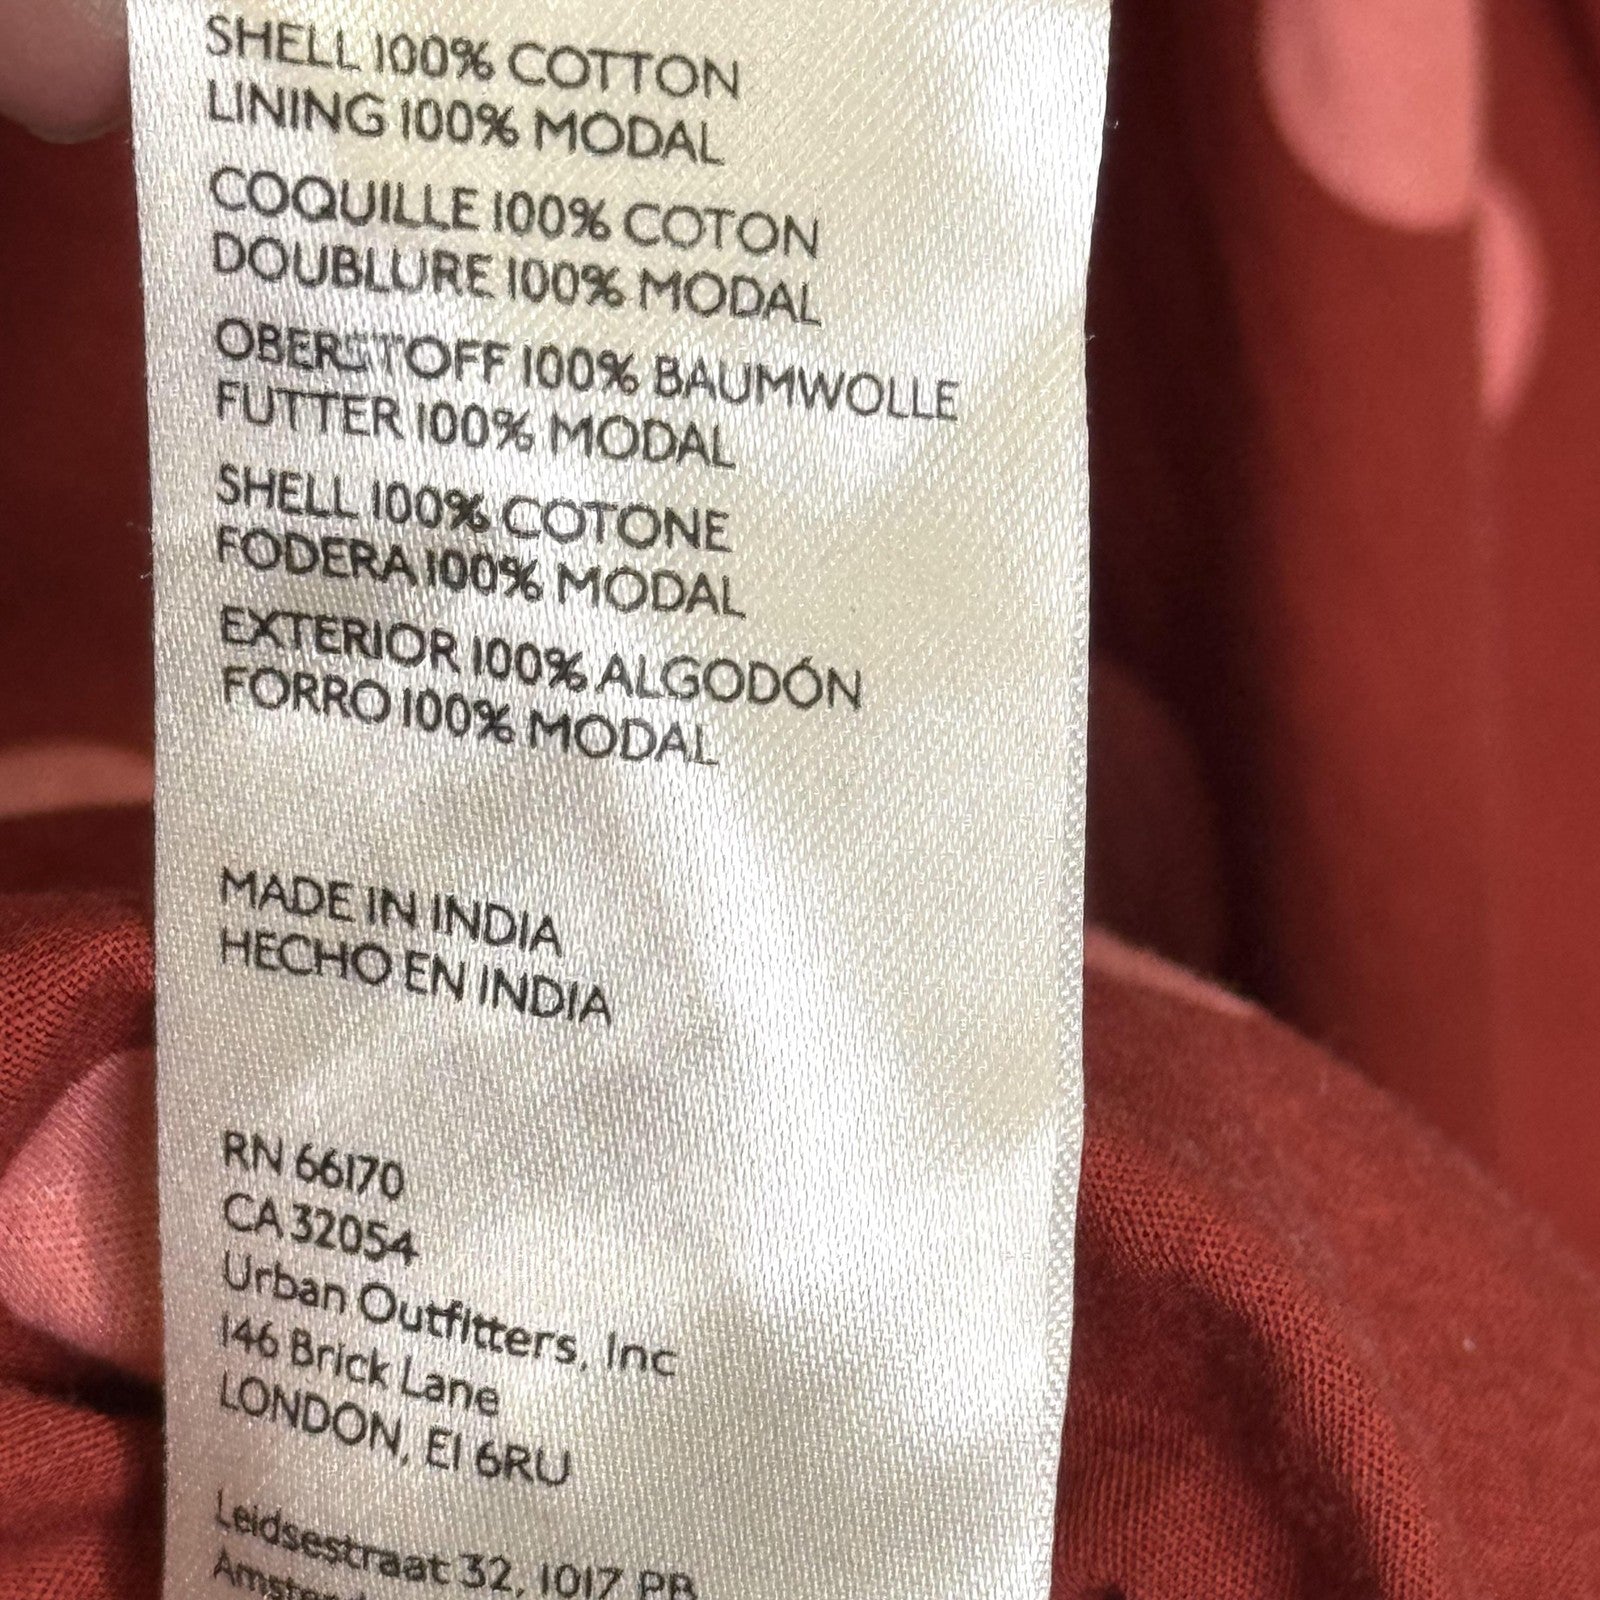 SHELL 100% COTTON
LINING 100% MODAL
COQUILLE 100% COTON
DOUBLURE 100% MODAL
OBERSTOFF 100% BAUMWOLLE
FUTTER 100% MODAL
SHELL 100% COTONE
FODERA 100% MODAL
EXTERIOR 100% ALGODÓN
FORRO 100% MODAL
MADE IN INDIA
HECHO EN INDIA
RN 66170
CA 32054
Urban Outfitters, Inc
146 Brick Lane
LONDON, E1 6RU
Leidsestraat 32, 1017 PB